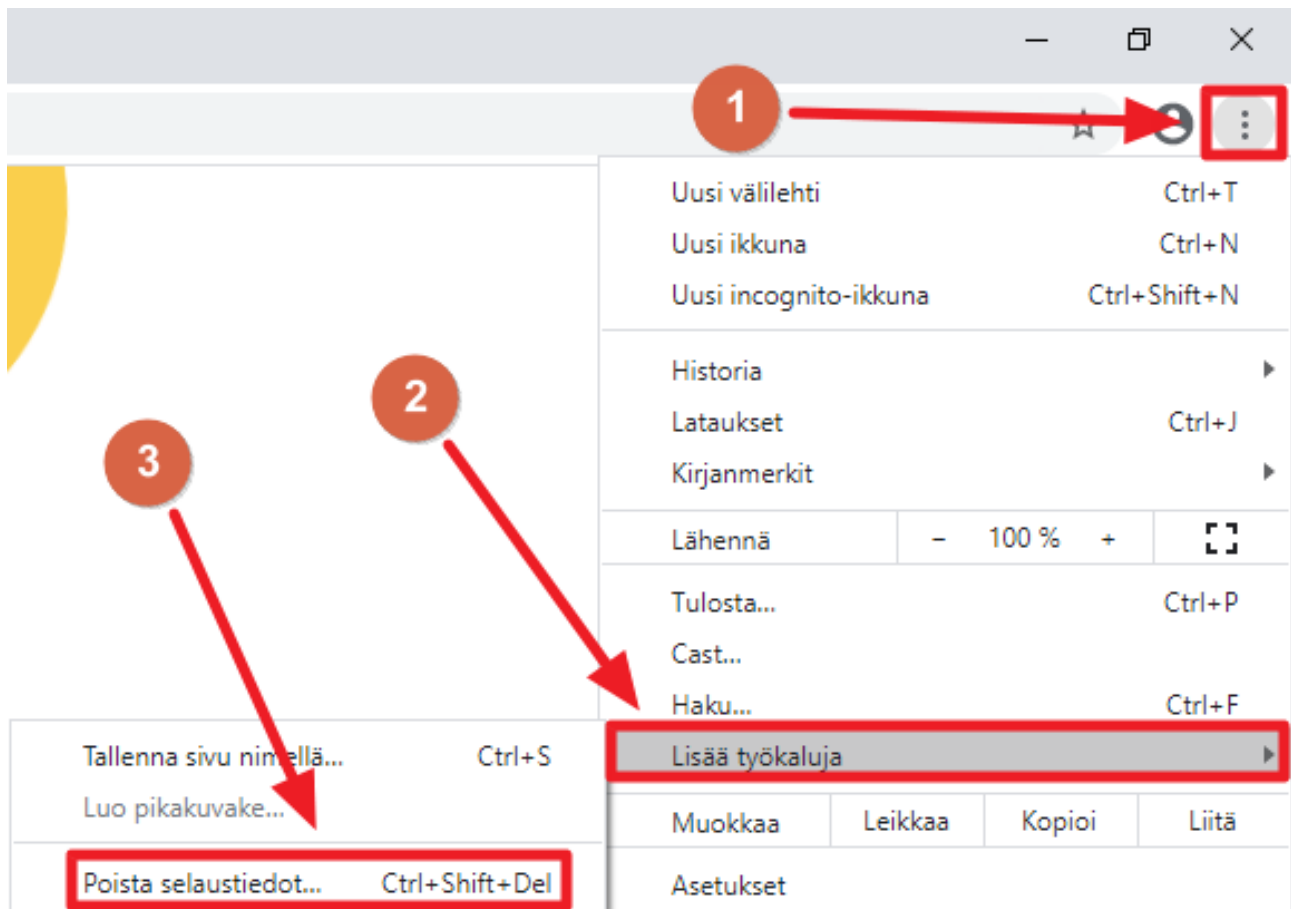 1
Uusi välilehti Ctrl+T
Uusi ikkuna Ctrl+N
Uusi incognito-ikkuna Ctrl+Shift+N
2
Historia
Lataukset Ctrl+J
3
Kirjanmerkit
Lähennä - 100 % +
Tulosta... Ctrl+P
Cast...
Haku... Ctrl+F
Tallenna sivu nimellä... Ctrl+S
Lisää työkaluja
Luo pikakuvake...
Muokkaa Leikkaa Kopioi Liitä
Poista selaustiedot... Ctrl+Shift+Del
Asetukset